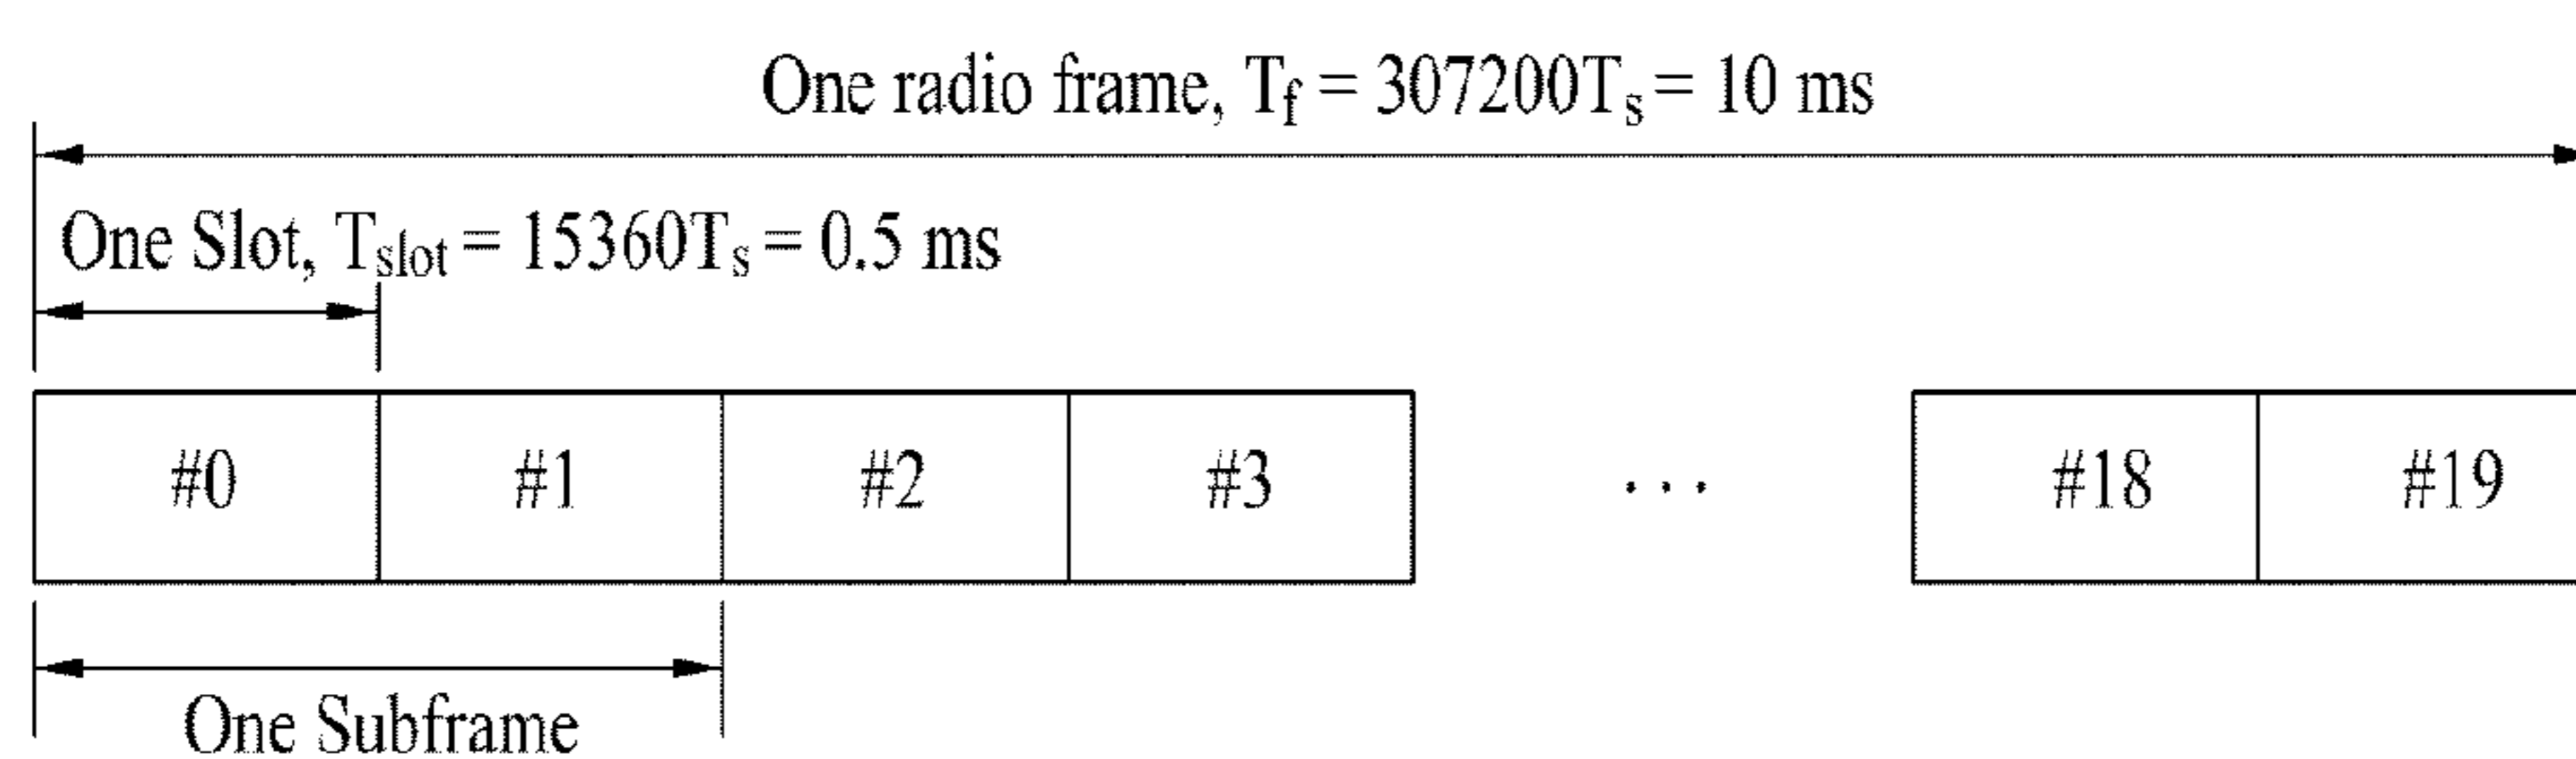 One radio frame, Tf = 307200Ts = 10 ms
One Slot, Tslot = 15360Ts = 0.5 ms
#0 #1 #2 #3 ... #18 #19
One Subframe